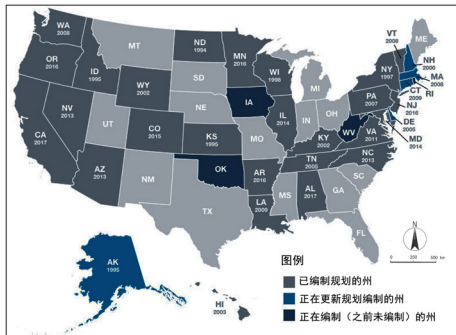 WA
2008
MT
ND
1994
MN
2016
VT
2008
ME
OR
2016
ID
1995
WY
2002
SD
WI
1998
MI
NY
1997
NH
2000
MA
2008
CT
2009
RI
NV
2013
UT
CO
2015
NE
IA
IL
2014
IN
OH
PA
2007
NJ
2016
DE
2005
MD
2014
CA
2017
KS
1995
MO
KY
2002
WV
VA
2011
AZ
2013
NM
OK
AR
2016
TN
2005
NC
2013
SC
TX
LA
2009
MS
AL
2017
GA
FL
AK
1995
HI
2003
N
0 200 500 km
图例
已编制规划的州
正在更新规划编制的州
正在编制（之前未编制）的州